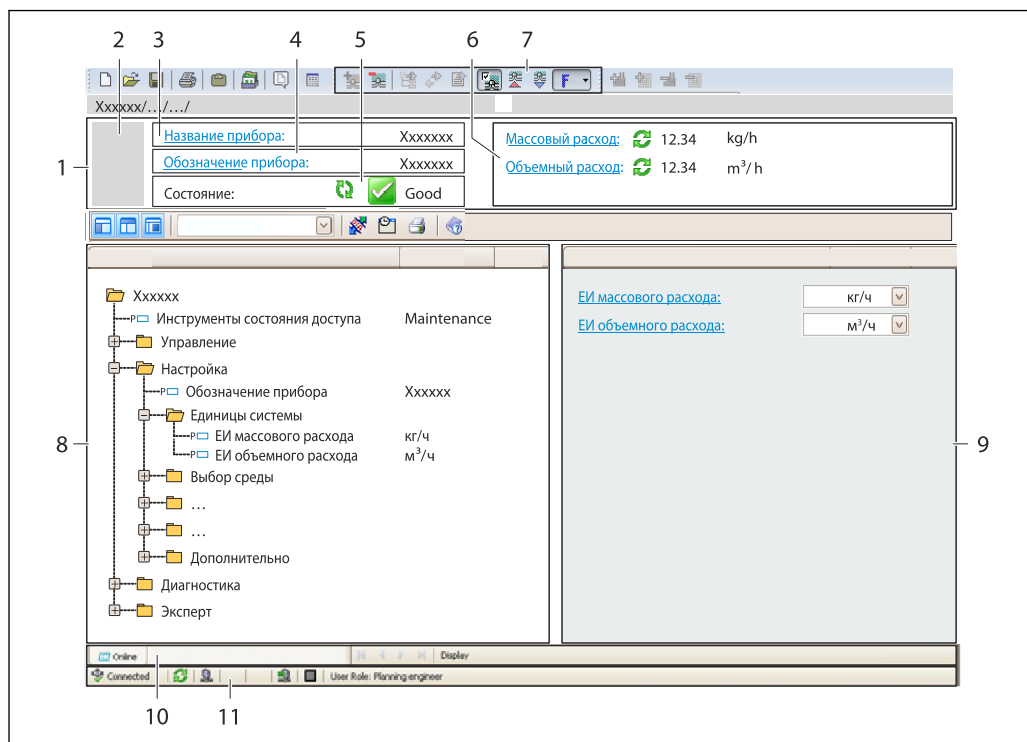 2 3 4 5 6 7
F
Xxxxxx/.../.../
1
Название прибора: Xxxxxxx
Обозначение прибора: Xxxxxxx
Состояние: Good
Массовый расход: 12.34 kg/h
Объемный расход: 12.34 m³/h
Xxxxxx
P Инструменты состояния доступа Maintenance
Управление
Настройка
P Обозначение прибора Xxxxxx
Единицы системы
P ЕИ массового расхода кг/ч
P ЕИ объемного расхода м³/ч
Выбор среды
...
...
Дополнительно
Диагностика
Эксперт
8
ЕИ массового расхода: кг/ч
ЕИ объемного расхода: м³/ч
9
Online Display
Connected User Role: Planning engineer
10 11